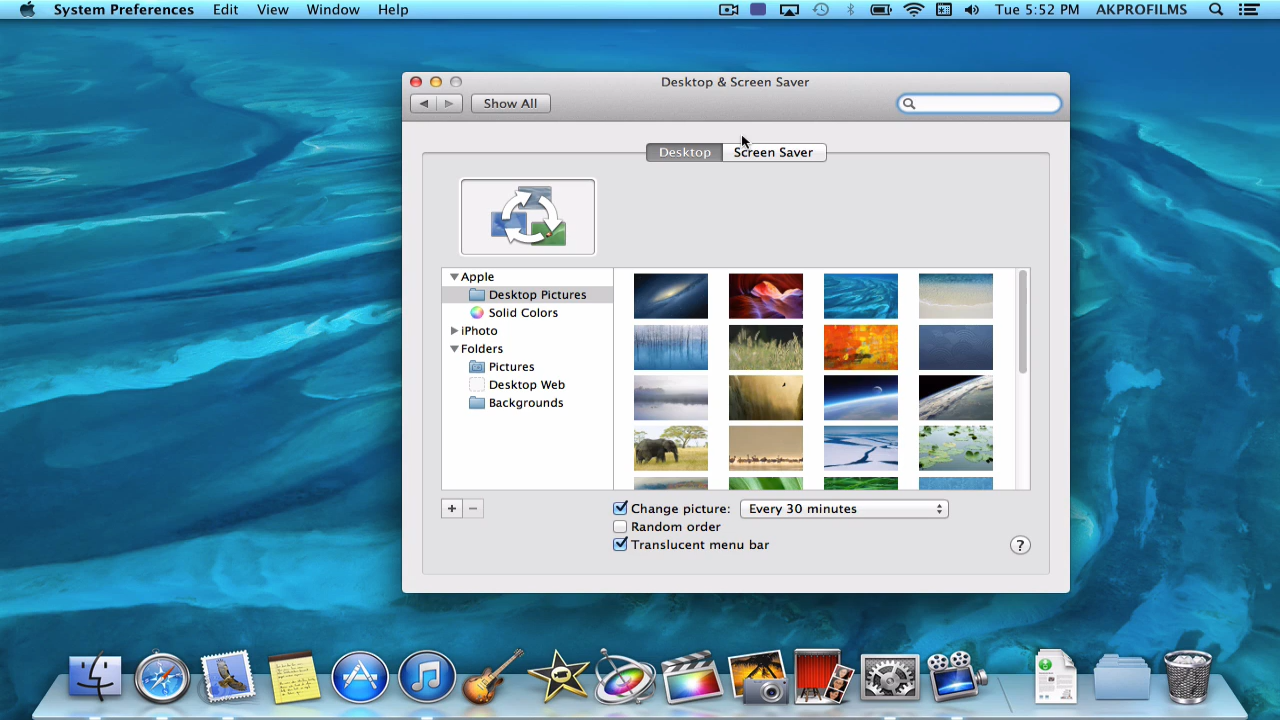 System Preferences Edit View Window Help Tue 5:52 PM AKPROFILMS
Desktop & Screen Saver
Show All
Desktop Screen Saver
Apple
Desktop Pictures
Solid Colors
iPhoto
Folders
Pictures
Desktop Web
Backgrounds
+ −
Change picture: Every 30 minutes
Random order
Translucent menu bar
?